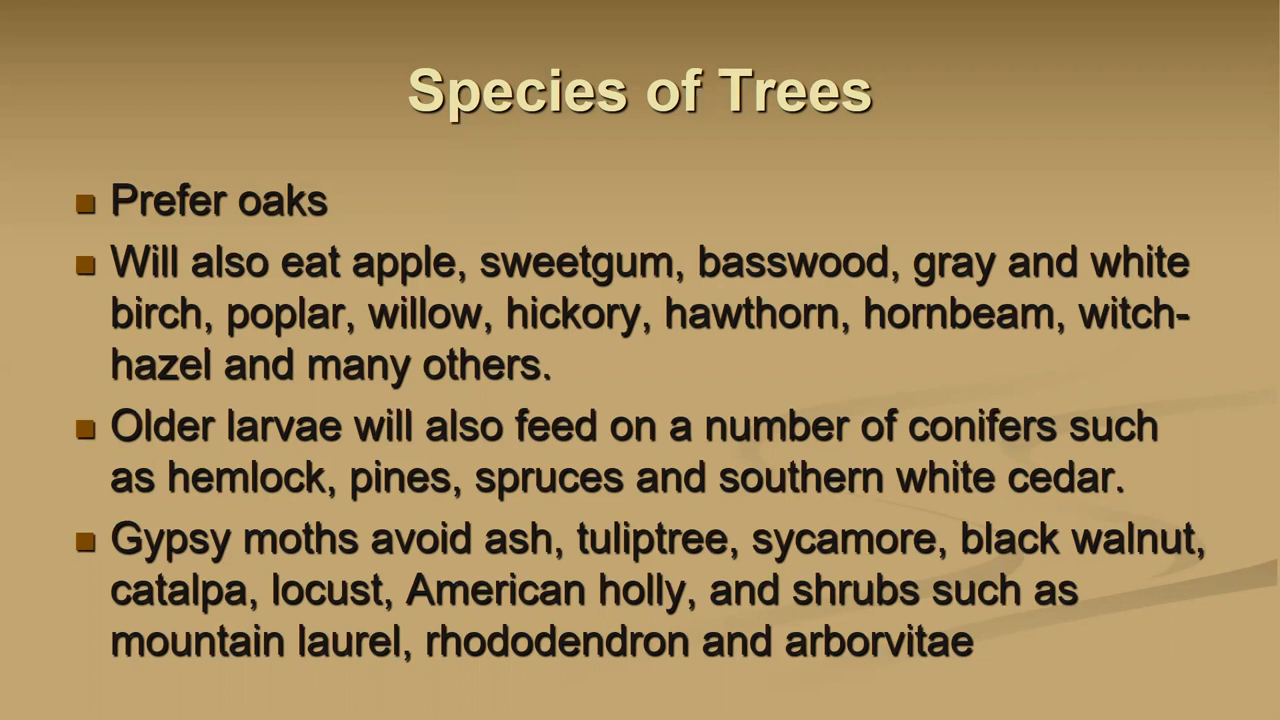 Species of Trees
Prefer oaks
Will also eat apple, sweetgum, basswood, gray and white
birch, poplar, willow, hickory, hawthorn, hornbeam, witch-
hazel and many others.
Older larvae will also feed on a number of conifers such
as hemlock, pines, spruces and southern white cedar.
Gypsy moths avoid ash, tuliptree, sycamore, black walnut,
catalpa, locust, American holly, and shrubs such as
mountain laurel, rhododendron and arborvitae